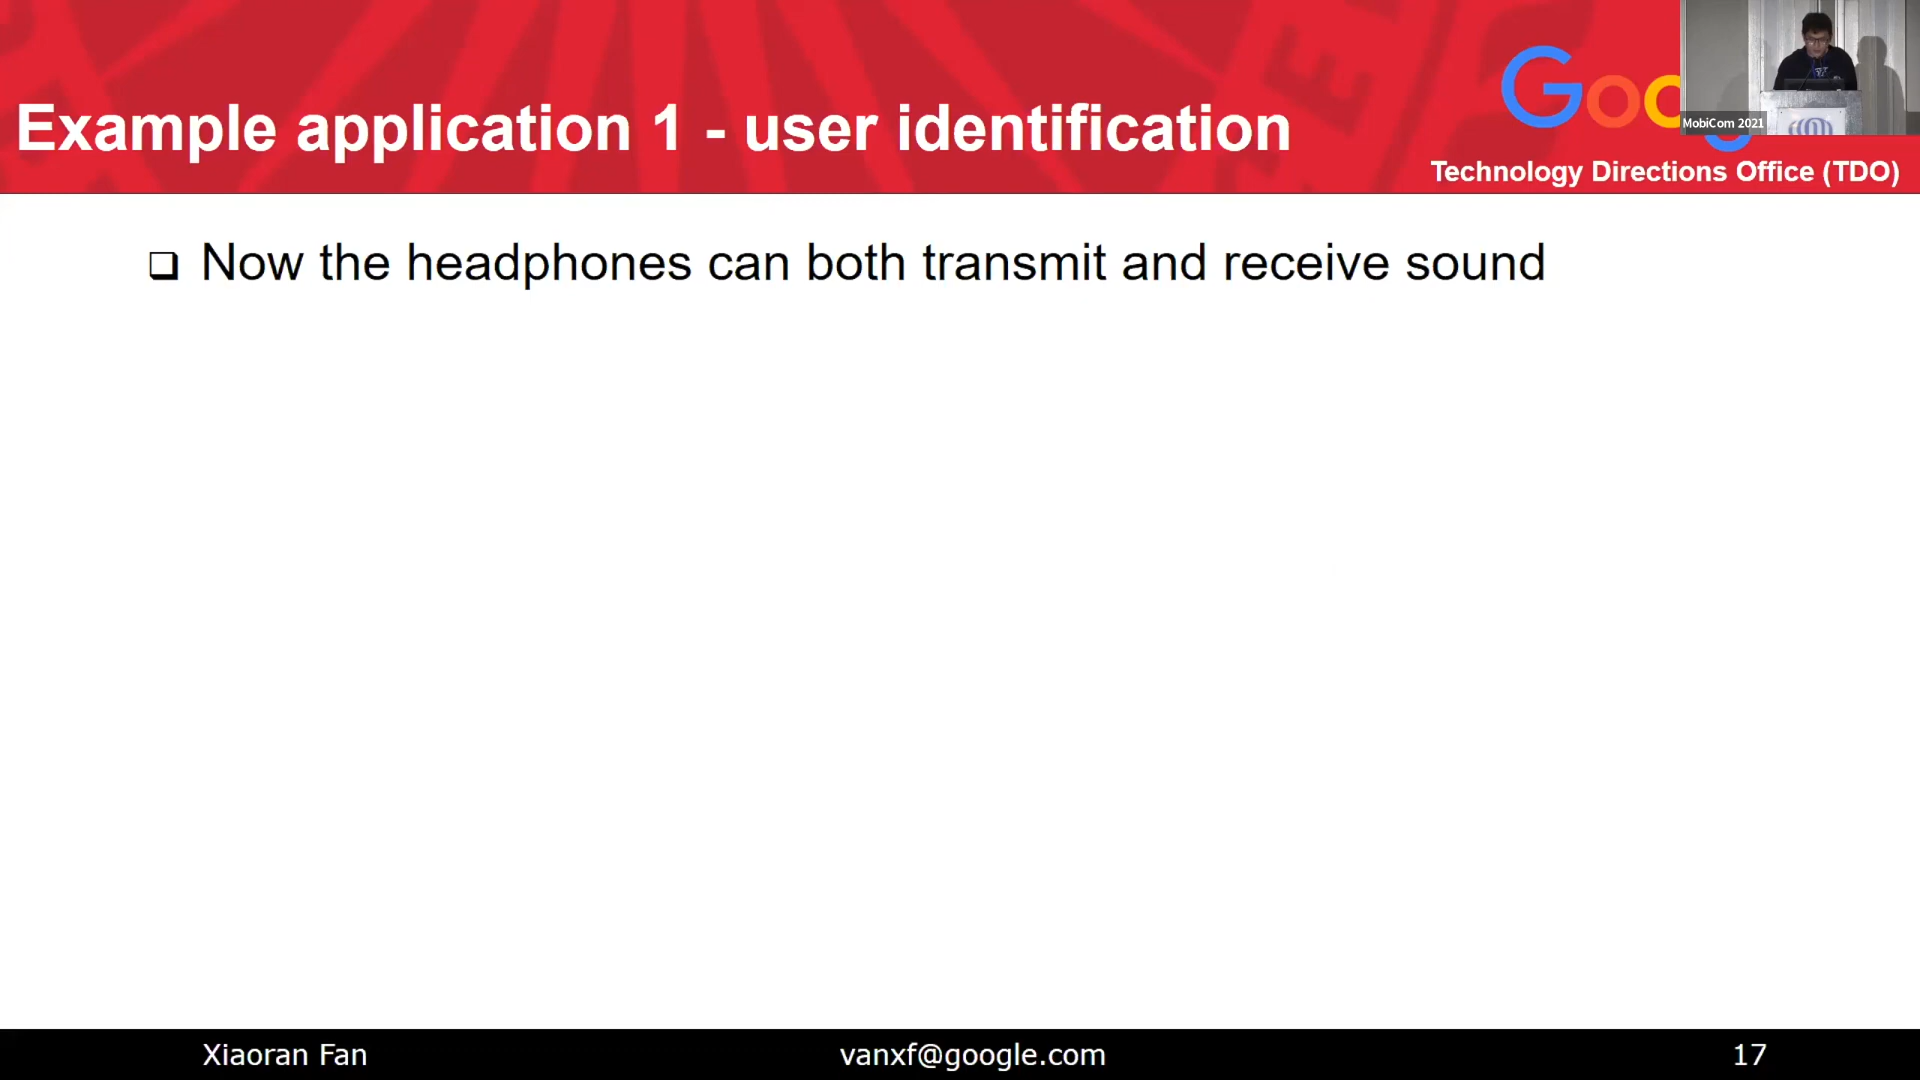 Example application 1 - user identification
Goo
MobiCom 2021
Technology Directions Office (TDO)
❑ Now the headphones can both transmit and receive sound
Xiaoran Fan
vanxf@google.com
17